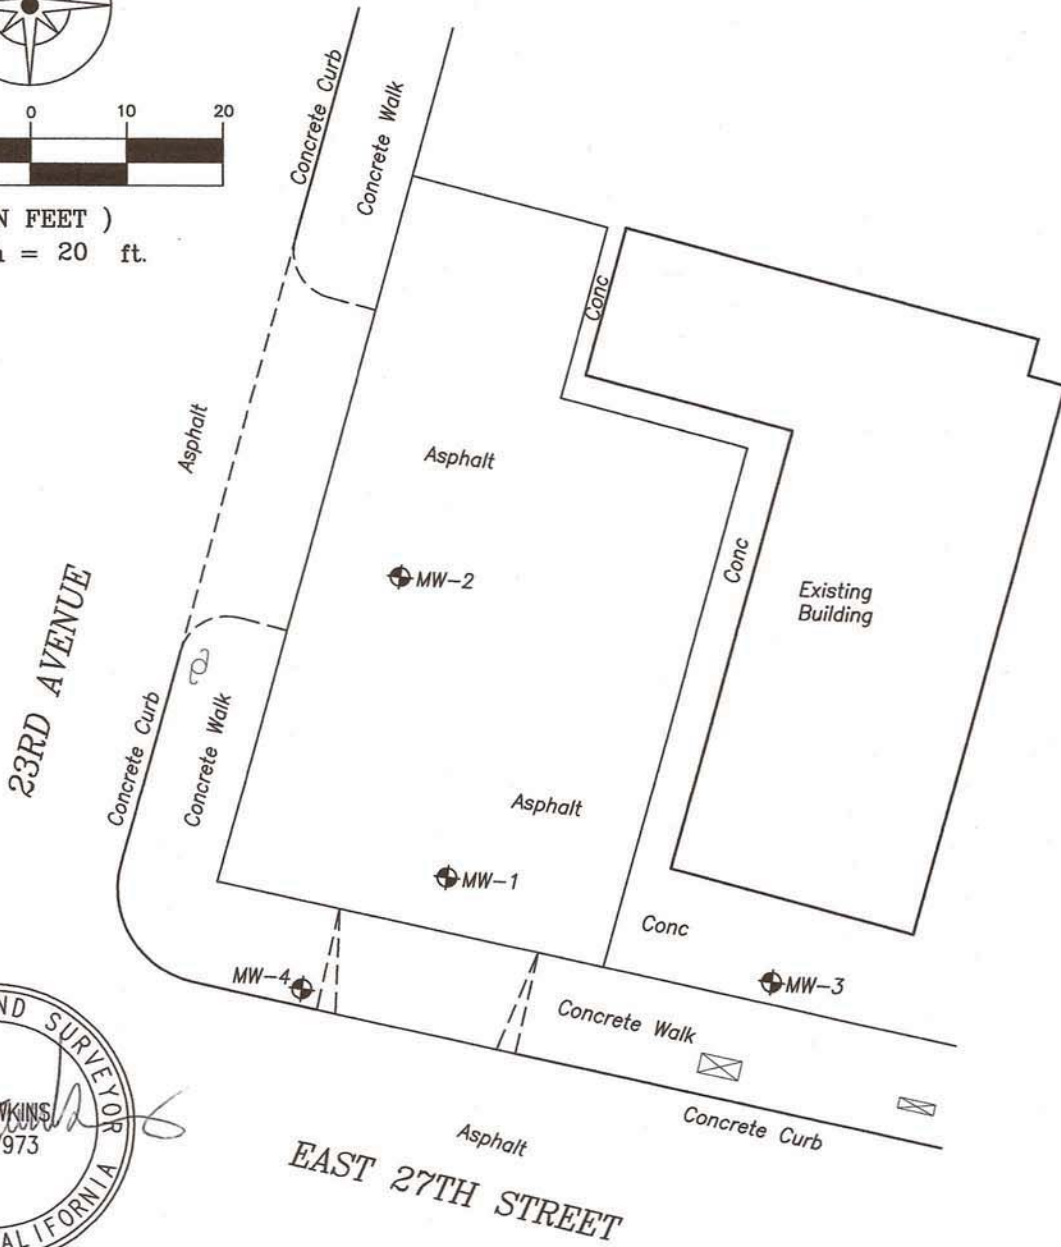 0 10 20
FEET )
= 20 ft.
Concrete Curb
Concrete Walk
Conc
Asphalt
Asphalt
Conc
MW-2
Existing
Building
23RD AVENUE
Concrete Curb
Concrete Walk
Asphalt
MW-1
Conc
MW-4
MW-3
Concrete Walk
Concrete Curb
Asphalt
EAST 27TH STREET
SURVEYOR
973